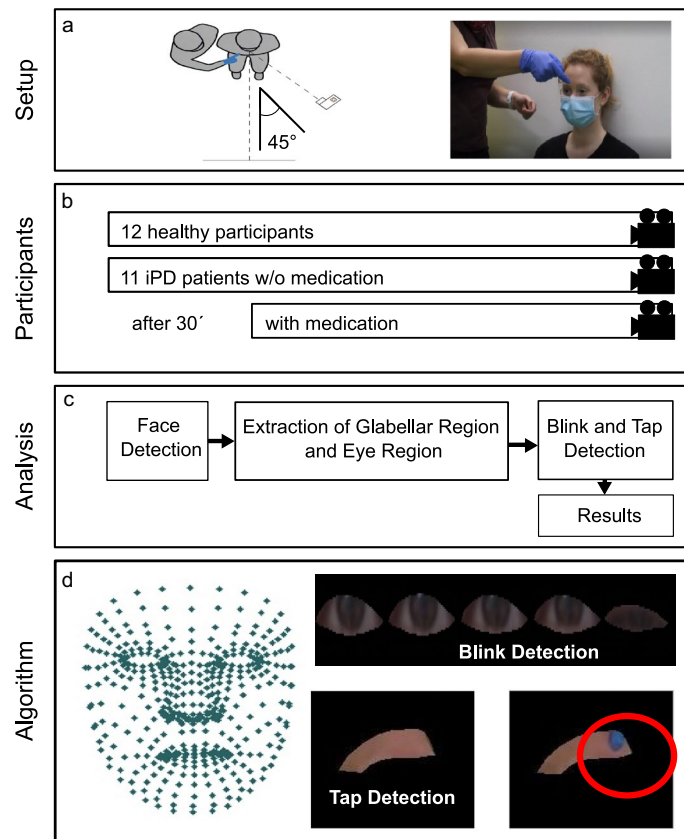 Setup
a
45°
Participants
b
12 healthy participants
11 iPD patients w/o medication
after 30´
with medication
Analysis
c
Face
Detection
Extraction of Glabellar Region
and Eye Region
Blink and Tap
Detection
Results
Algorithm
d
Blink Detection
Tap Detection